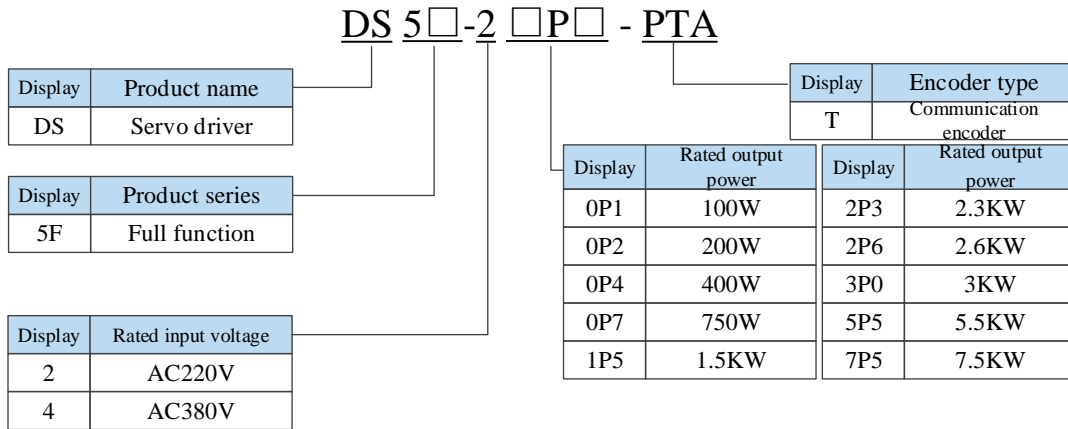 DS 5□-2 □P□ - PTA
Display Product name
DS Servo driver
Display Product series
5F Full function
Display Rated input voltage
2 AC220V
4 AC380V
Display Encoder type
T Communication
encoder
Display Rated output
power
0P1 100W
0P2 200W
0P4 400W
0P7 750W
1P5 1.5KW
Display Rated output
power
2P3 2.3KW
2P6 2.6KW
3P0 3KW
5P5 5.5KW
7P5 7.5KW